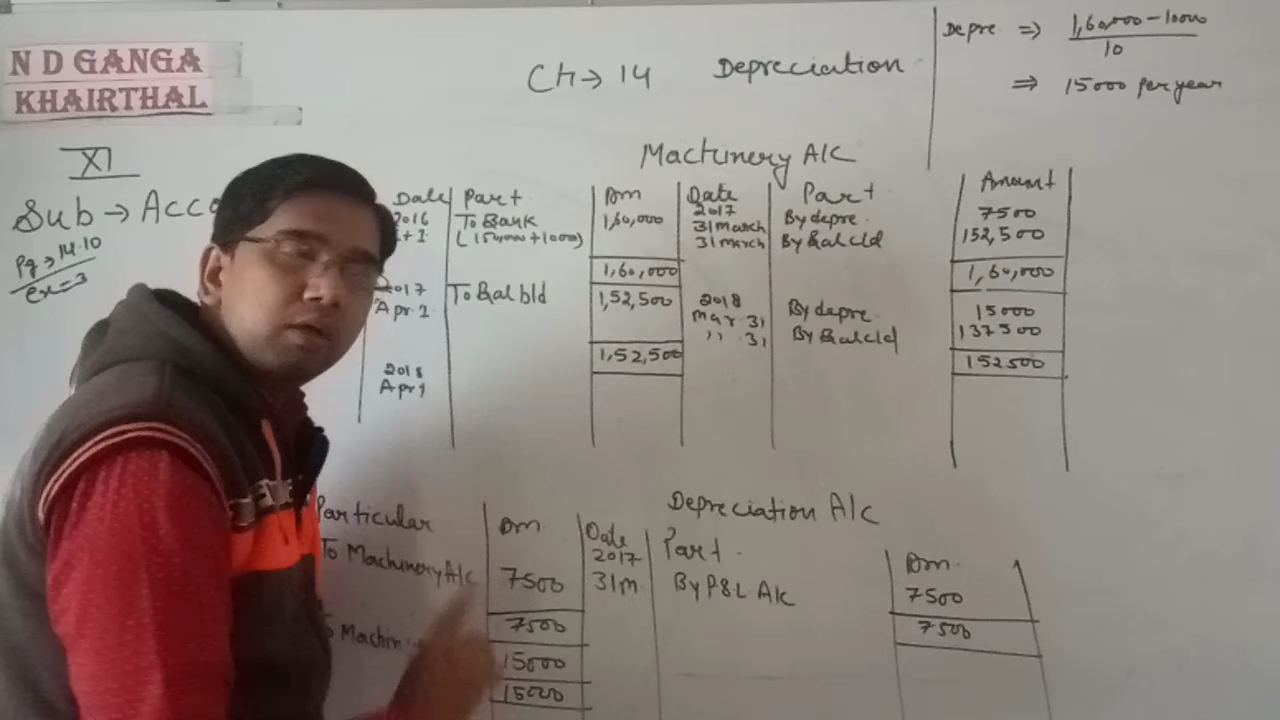 N D GANGA
KHAIRTHAL
Ch → 14 Depreciation
Depre. ⇒ 1,60,000 - 10000
10
⇒ 15000 per year
XI
Sub → Acco
Pg → 14.10
ex = 3
Machinery A/C
Date Part Am Date Part Amount
2016 To Bank 1,60,000 2017 31 march By depre. 7500
(150,000 + 1000) 31 march By Bal c/d 152,500
1,60,000 1,60,000
2017 Apr 1 To Bal b/d 1,52,500 2018 Mar 31 By depre. 15000
" 31 By Bal c/d 137500
1,52,500 152500
2018 Apr 1
Depreciation A/C
Particular Am. Date Part. Am.
To Machinery A/c 7500 2017 31 m By P&L A/c 7500
7500 7500
To Machin 15000
15000